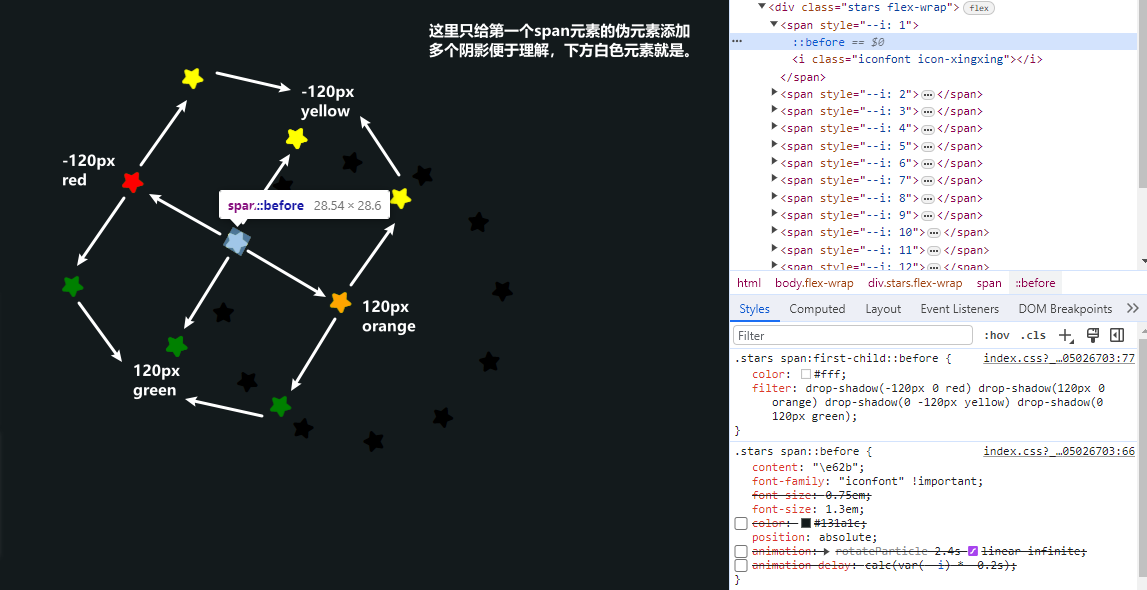 这里只给第一个span元素的伪元素添加
多个阴影便于理解，下方白色元素就是。
-120px
yellow
-120px
red
span::before 28.54 × 28.6
120px
orange
120px
green
▼<div class="stars flex-wrap"> flex
▼<span style="--i: 1">
··· ::before == $0
<i class="iconfont icon-xingxing"></i>
</span>
▶<span style="--i: 2"> ··· </span>
▶<span style="--i: 3"> ··· </span>
▶<span style="--i: 4"> ··· </span>
▶<span style="--i: 5"> ··· </span>
▶<span style="--i: 6"> ··· </span>
▶<span style="--i: 7"> ··· </span>
▶<span style="--i: 8"> ··· </span>
▶<span style="--i: 9"> ··· </span>
▶<span style="--i: 10"> ··· </span>
▶<span style="--i: 11"> ··· </span>
▶<span style="--i: 12"> ··· </span>
html body.flex-wrap div.stars.flex-wrap span ::before
Styles Computed Layout Event Listeners DOM Breakpoints »
Filter :hov .cls +
.stars span:first-child::before { index.css?_…05026703:77
color: #fff;
filter: drop-shadow(-120px 0 red) drop-shadow(120px 0
orange) drop-shadow(0 -120px yellow) drop-shadow(0
120px green);
}
.stars span::before { index.css?_…05026703:66
content: "\e62b";
font-family: "iconfont" !important;
font-size: 0.75em;
font-size: 1.3em;
color: #131a1c;
position: absolute;
animation: ▶ rotateParticle 2.4s linear infinite;
animation-delay: calc(var(--i) * -0.2s);
}